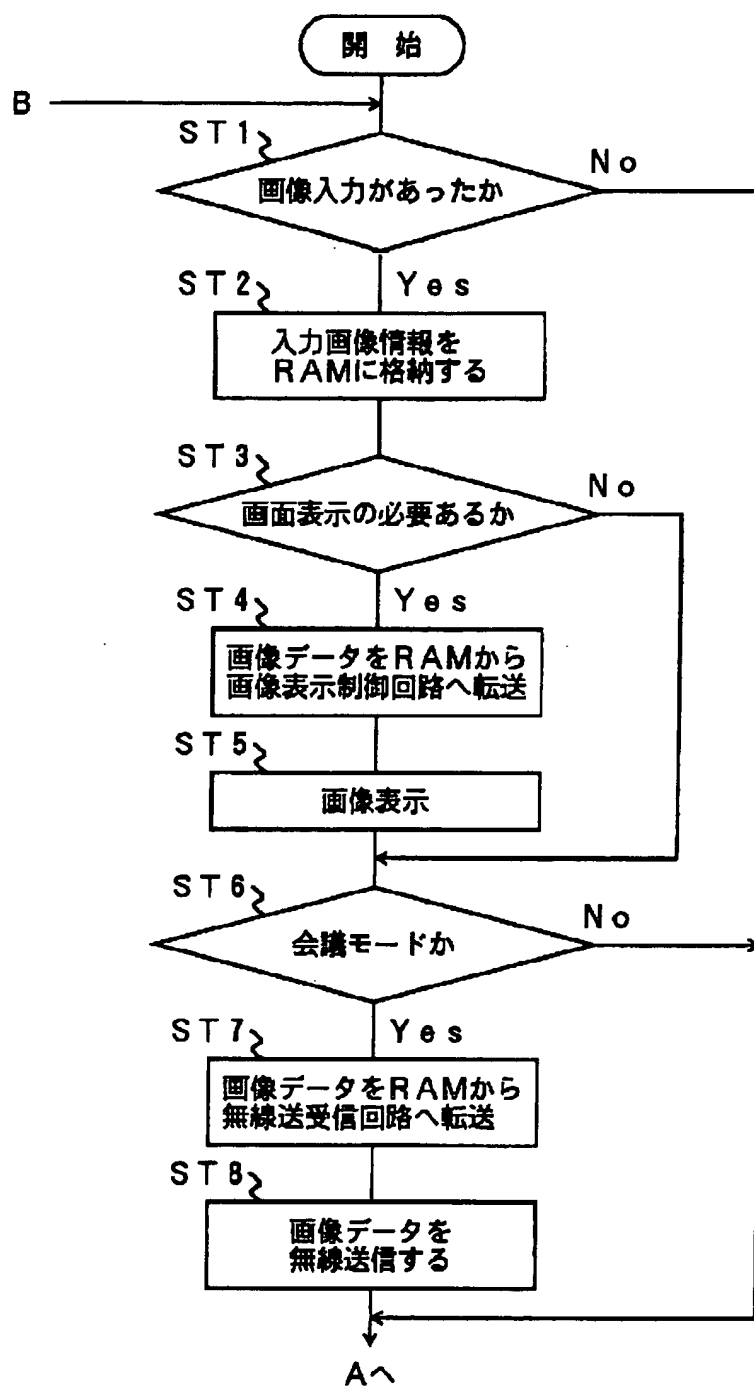 開 始
B
ST1
画像入力があったか
No
ST2
Yes
入力画像情報を
RAMに格納する
ST3
画面表示の必要あるか
No
ST4
Yes
画像データをRAMから
画像表示制御回路へ転送
ST5
画像表示
ST6
会議モードか
No
ST7
Yes
画像データをRAMから
無線送受信回路へ転送
ST8
画像データを
無線送信する
Aへ